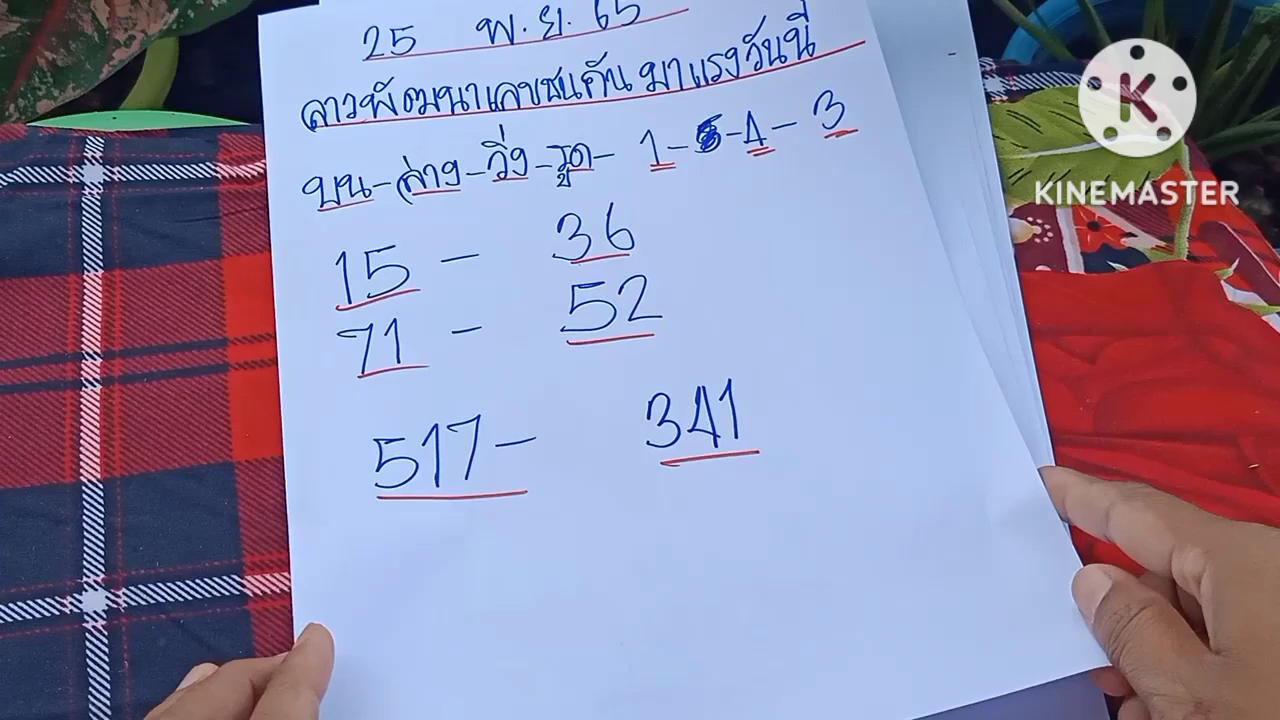 25 พ.ย. 65
ลาวพัฒนาเลขชนกัน มาแรงวันนี้
บน-ล่าง-วิ่ง-รูด- 1-5-4-3
15 - 36
71 - 52
517 - 341
K
KINEMASTER